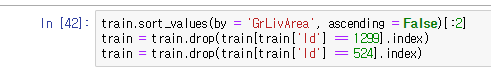 In [42]: train.sort_values(by = 'GrLivArea', ascending = False)[:2]
train = train.drop(train[train['Id'] == 1299].index)
train = train.drop(train[train['Id'] == 524].index)